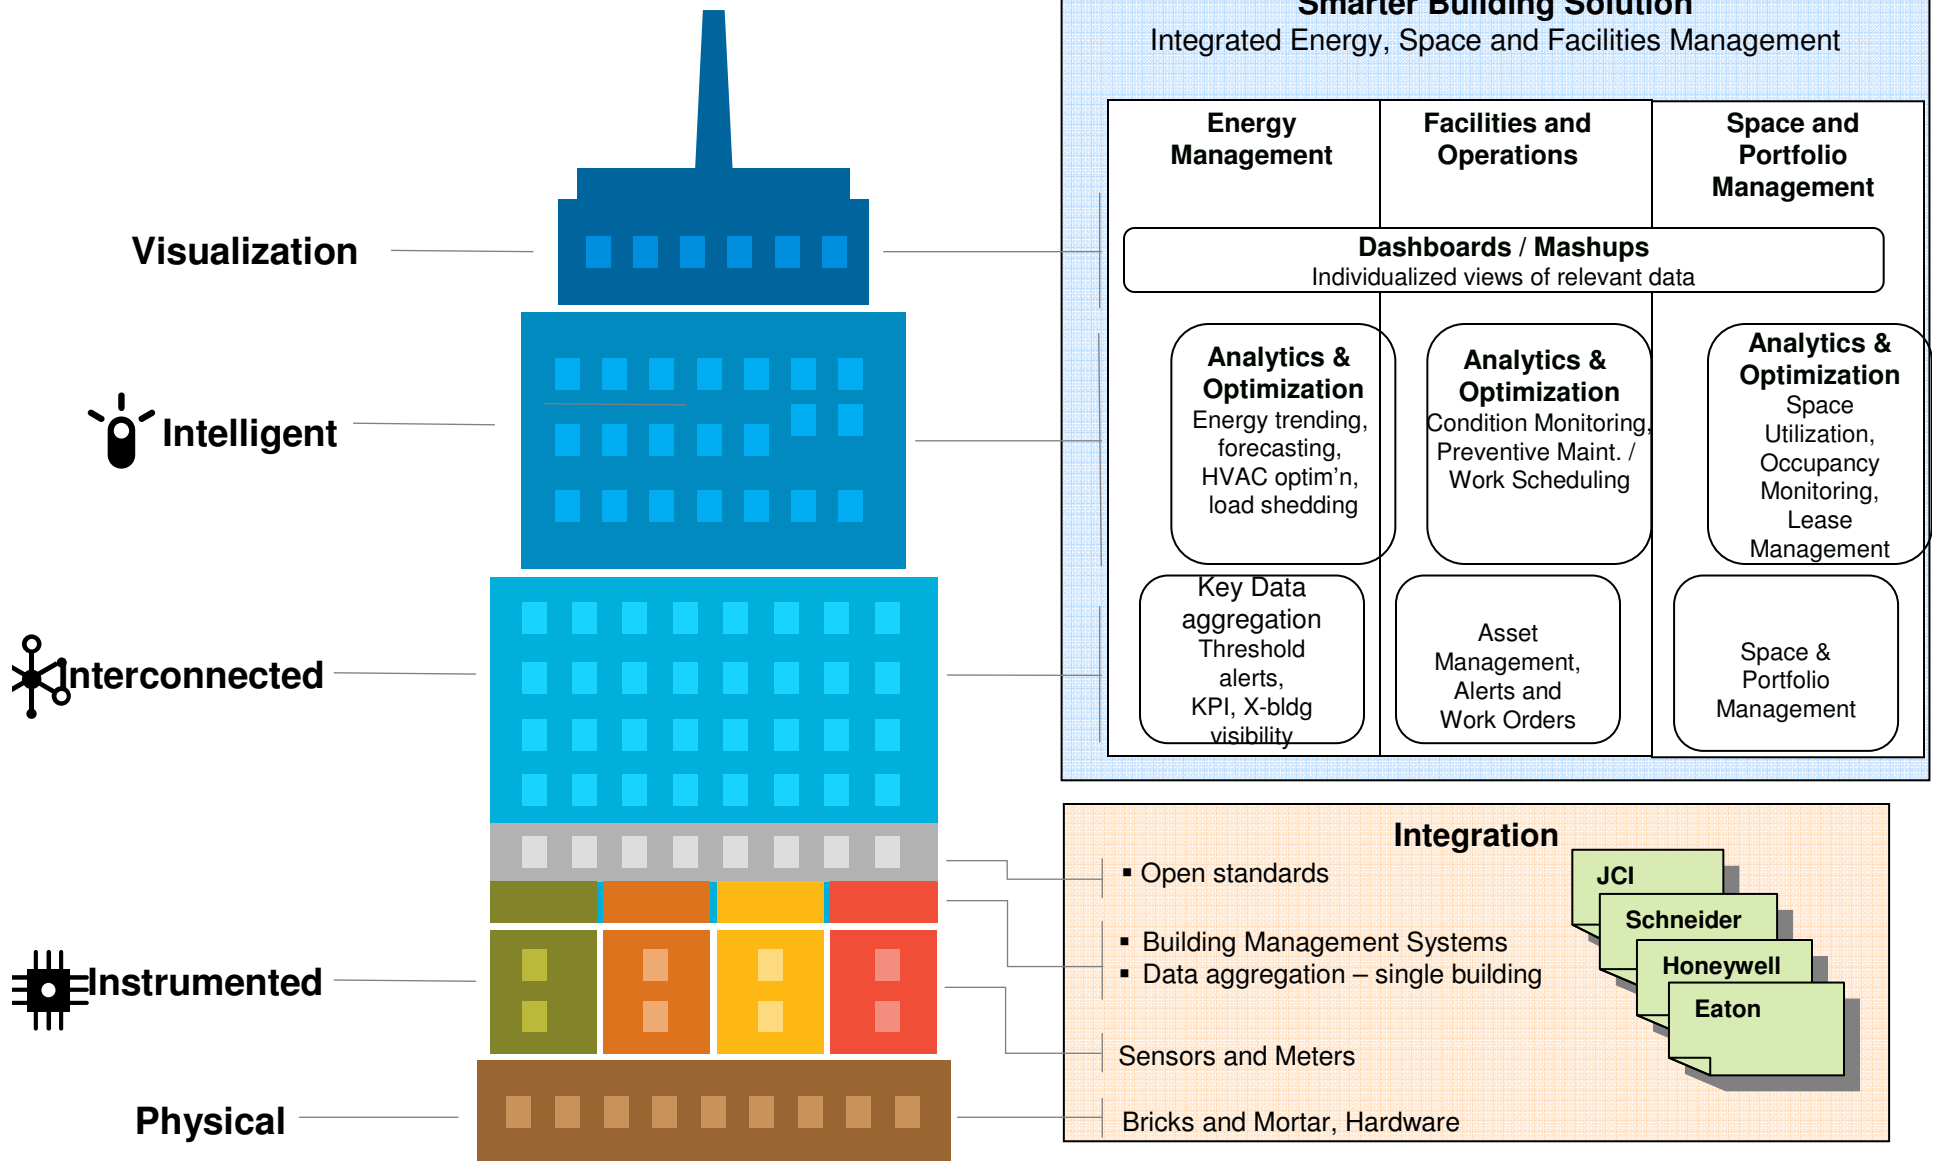 Smarter Building Solution
Integrated Energy, Space and Facilities Management
Energy
Management
Facilities and
Operations
Space and
Portfolio
Management
Visualization
Dashboards / Mashups
Individualized views of relevant data
Intelligent
Analytics &
Optimization
Energy trending,
forecasting,
HVAC optim’n,
load shedding
Analytics &
Optimization
Condition Monitoring,
Preventive Maint. /
Work Scheduling
Analytics &
Optimization
Space
Utilization,
Occupancy
Monitoring,
Lease
Management
Interconnected
Key Data
aggregation
Threshold
alerts,
KPI, X-bldg
visibility
Asset
Management,
Alerts and
Work Orders
Space &
Portfolio
Management
Integration
▪ Open standards
JCI
Schneider
Honeywell
Eaton
Instrumented
▪ Building Management Systems
▪ Data aggregation – single building
Sensors and Meters
Physical
Bricks and Mortar, Hardware